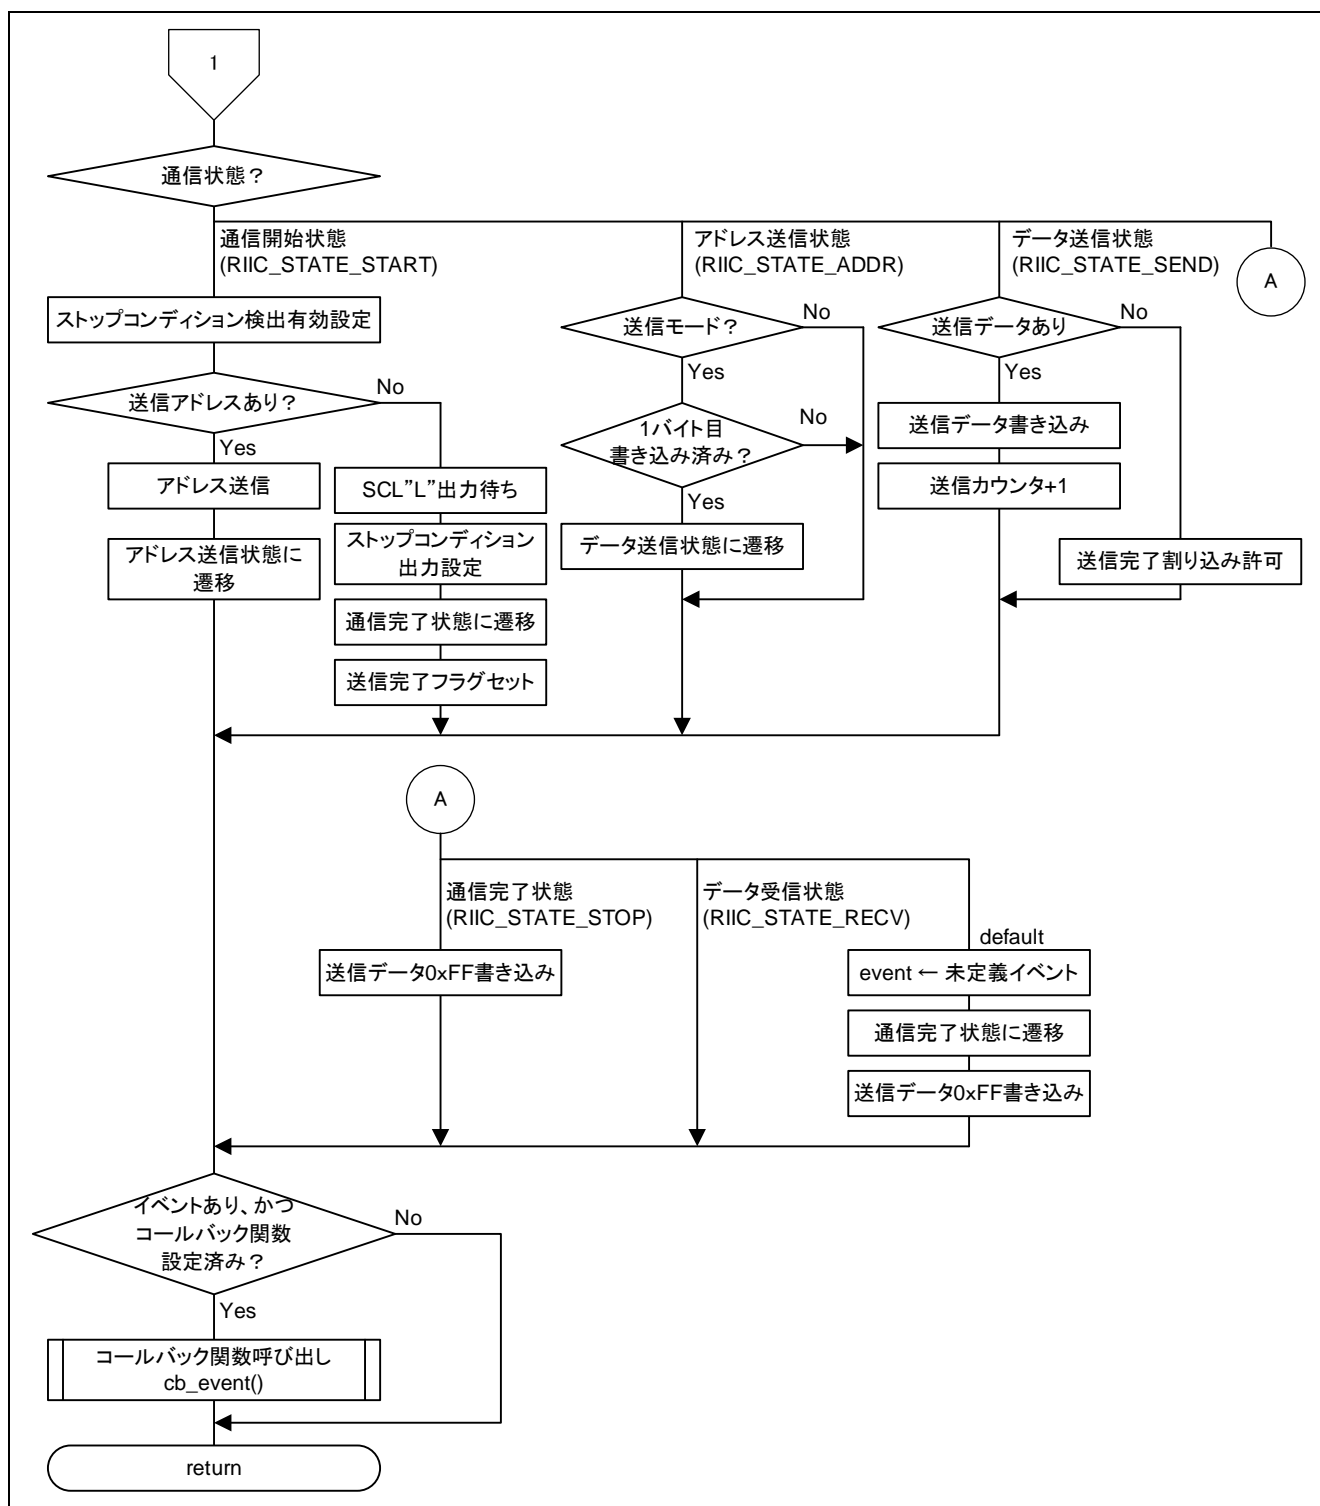 1
通信状態？
通信開始状態
(RIIC_STATE_START)
アドレス送信状態
(RIIC_STATE_ADDR)
データ送信状態
(RIIC_STATE_SEND)
A
ストップコンディション検出有効設定
送信モード？
No
送信データあり
No
Yes
Yes
送信アドレスあり？
No
1バイト目
書き込み済み？
No
送信データ書き込み
Yes
アドレス送信
SCL”L”出力待ち
Yes
送信カウンタ+1
アドレス送信状態に
遷移
ストップコンディション
出力設定
データ送信状態に遷移
送信完了割り込み許可
通信完了状態に遷移
送信完了フラグセット
A
通信完了状態
(RIIC_STATE_STOP)
データ受信状態
(RIIC_STATE_RECV)
default
送信データ0xFF書き込み
event ← 未定義イベント
通信完了状態に遷移
送信データ0xFF書き込み
イベントあり、かつ
コールバック関数
設定済み？
No
Yes
コールバック関数呼び出し
cb_event()
return